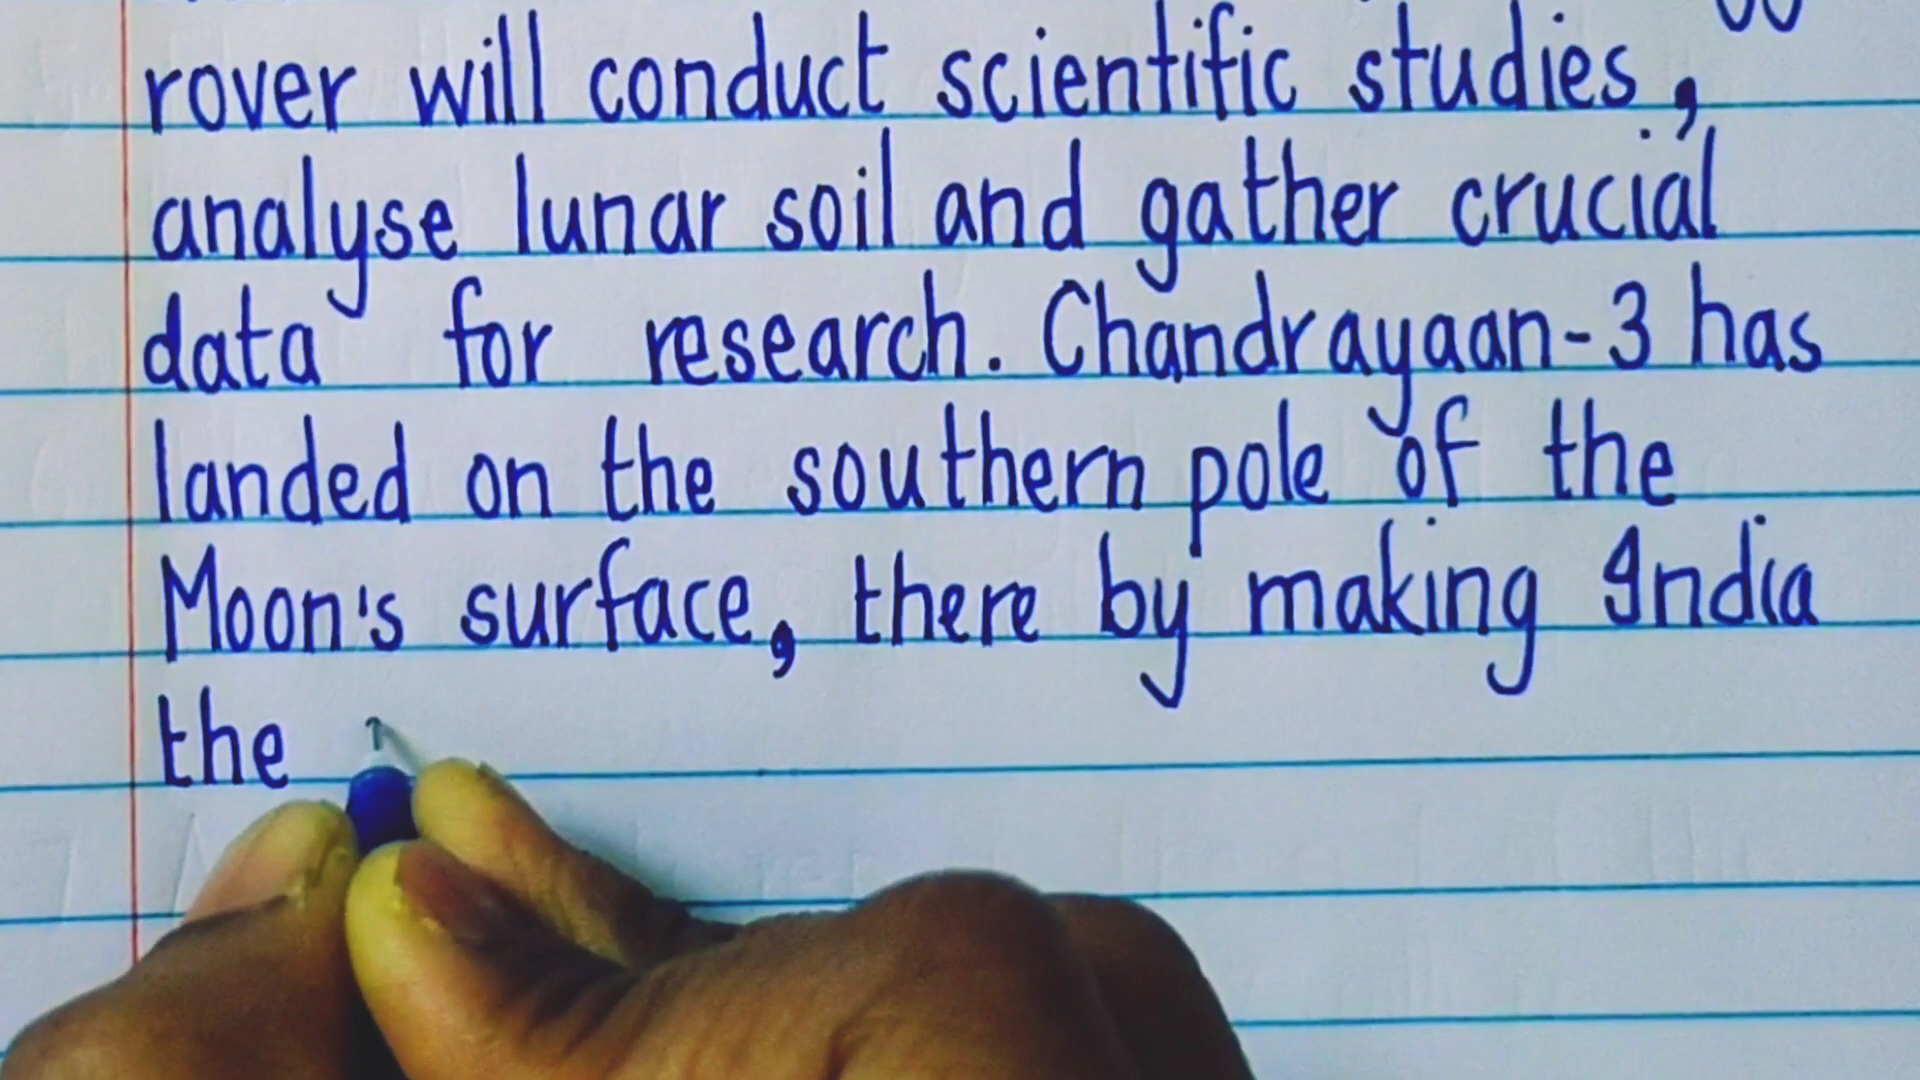 rover will conduct scientific studies,
analyse lunar soil and gather crucial
data for research. Chandrayaan-3 has
landed on the southern pole of the
Moon's surface, there by making India
the